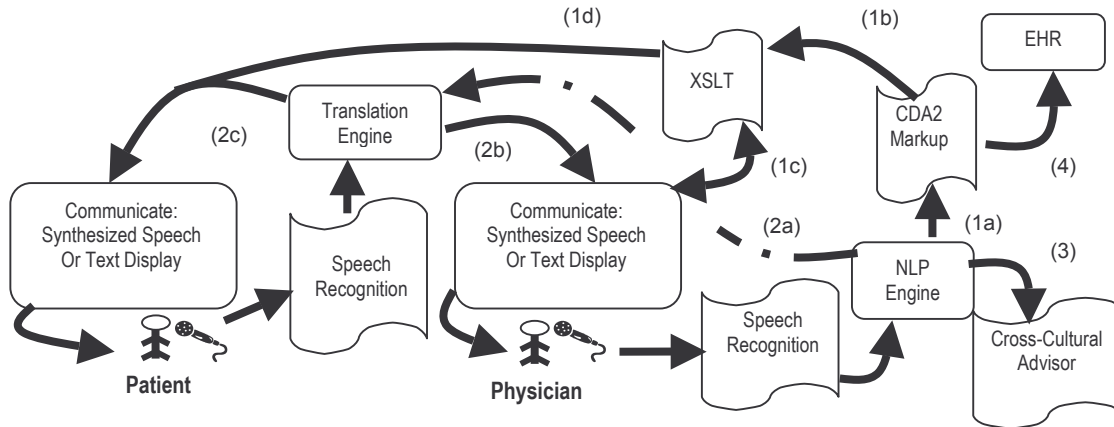 (1d)
(1b)
EHR
XSLT
CDA2
Markup
Translation
Engine
(2c)
(2b)
(1c)
(4)
Communicate:
Synthesized Speech
Or Text Display
Communicate:
Synthesized Speech
Or Text Display
Speech
Recognition
(2a)
(1a)
(3)
NLP
Engine
Speech
Recognition
Cross-Cultural
Advisor
Patient
Physician